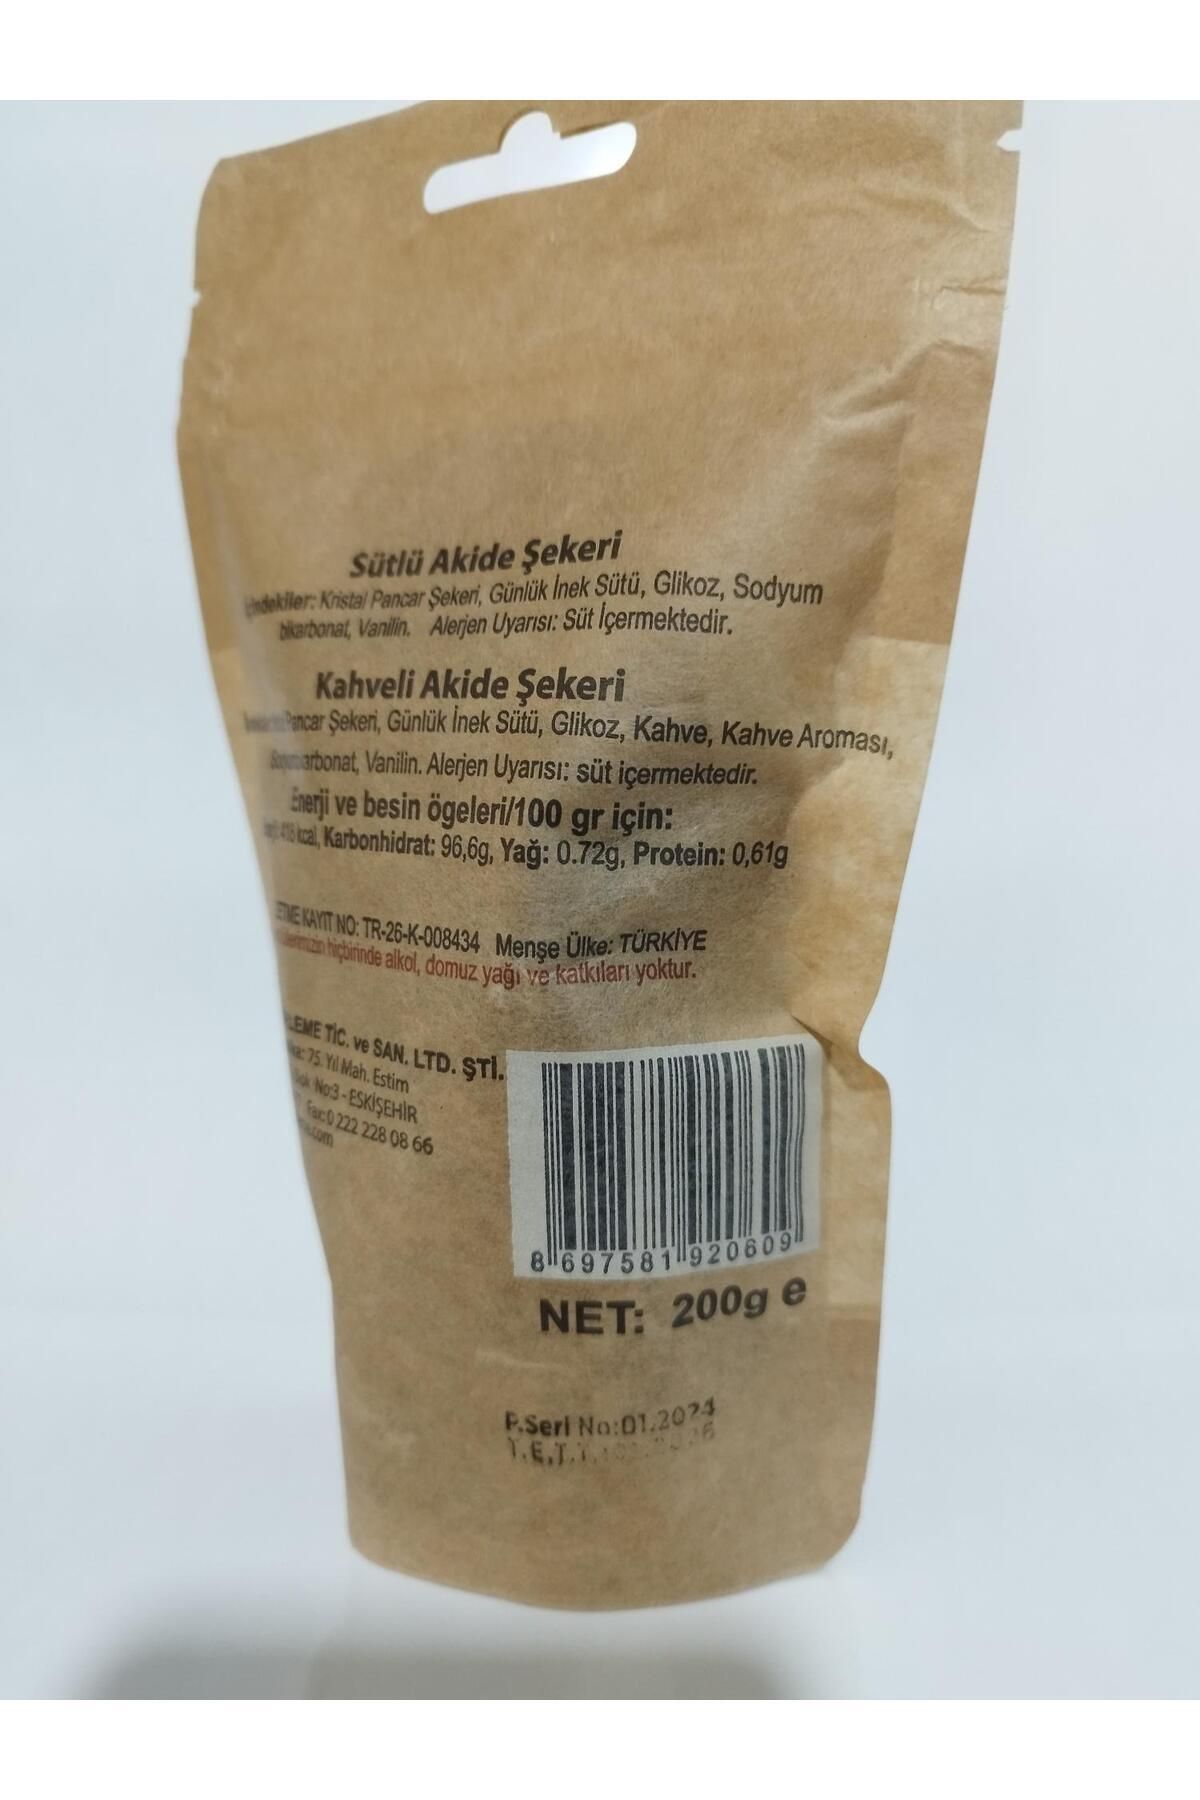 Sütlü Akide Şekeri
İçindekiler: Kristal Pancar Şekeri, Günlük İnek Sütü, Glikoz, Sodyum
bikarbonat, Vanilin. Alerjen Uyarısı: Süt İçermektedir.
Kahveli Akide Şekeri
Pancar Şekeri, Günlük İnek Sütü, Glikoz, Kahve, Kahve Aroması,
Vanilin. Alerjen Uyarısı: süt içermektedir.
Enerji ve besin ögeleri/100 gr için:
kcal, Karbonhidrat: 96,6g, Yağ: 0.72g, Protein: 0,61g
KAYIT NO: TR-26-K-008434 Menşe Ülke: TÜRKİYE
hiçbirinde alkol, domuz yağı ve katkıları yoktur.
TİC. ve SAN. LTD. ŞTİ.
75. Yıl Mah. Estim
No:3 - ESKİŞEHİR
Fax: 0 222 228 08 66
.com
8 697581 920609
NET: 200g e
P.Seri No:01.2024
T.E.T.T.: